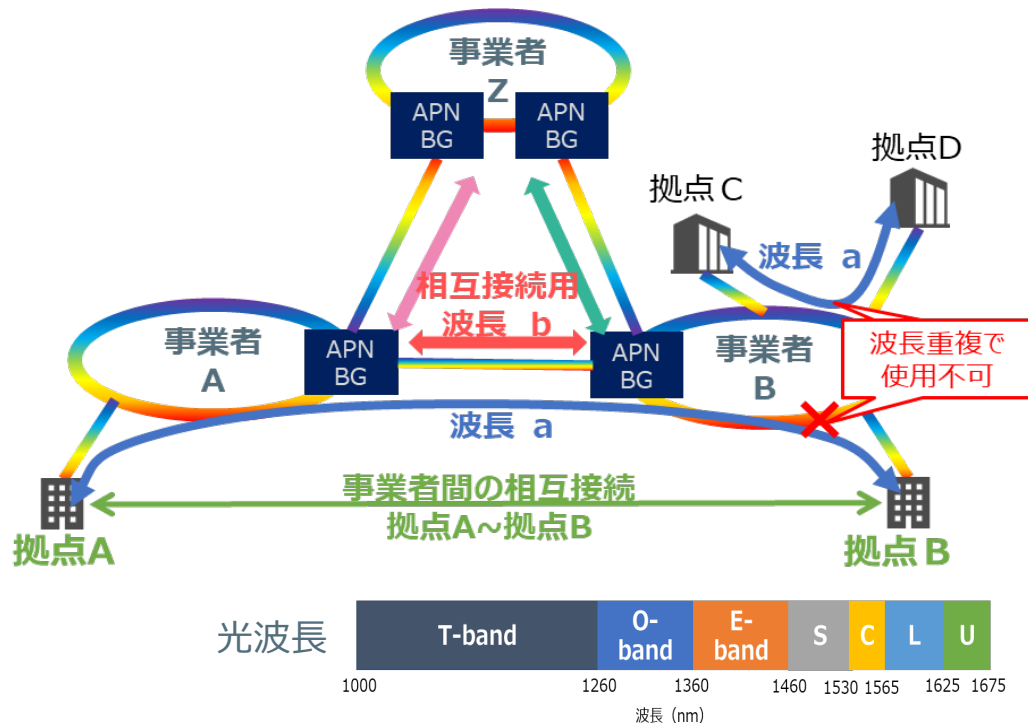 事業者
Z
APN
BG
APN
BG
拠点D
拠点C
波長 a
相互接続用
波長 b
事業者
A
APN
BG
APN
BG
事業者
B
波長重複で
使用不可
波長 a
事業者間の相互接続
拠点A~拠点B
拠点A
拠点B
光波長
T-band
O-
band
E-
band
S
C
L
U
1000
1260
1360
1460
1530
1565
1625
1675
波長（nm）